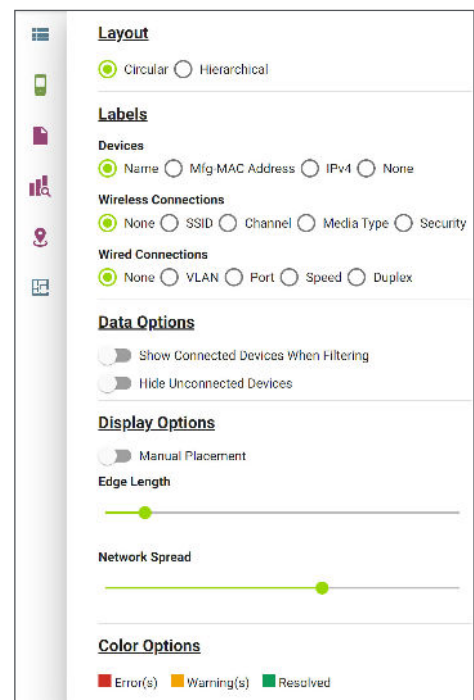 Layout
Circular Hierarchical
Labels
Devices
Name Mfg-MAC Address IPv4 None
Wireless Connections
None SSID Channel Media Type Security
Wired Connections
None VLAN Port Speed Duplex
Data Options
Show Connected Devices When Filtering
Hide Unconnected Devices
Display Options
Manual Placement
Edge Length
Network Spread
Color Options
Error(s) Warning(s) Resolved